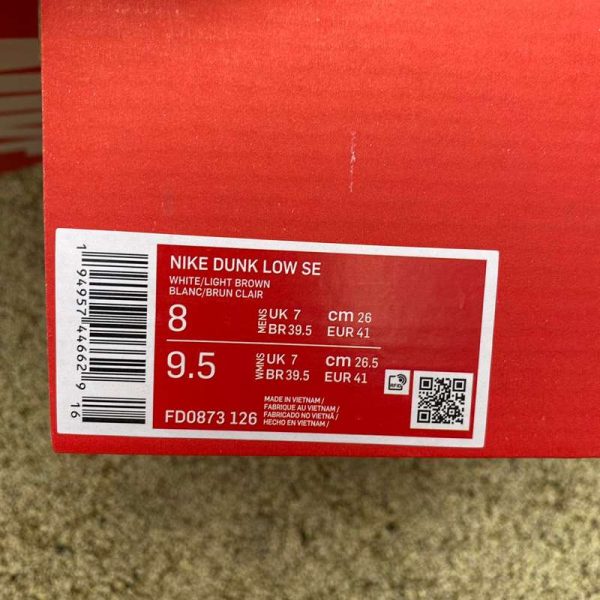 NIKE DUNK LOW SE
WHITE/LIGHT BROWN
BLANC/BRUN CLAIR
8 MENS UK 7 cm 26
BR 39.5 EUR 41
9.5 WMNS UK 7 cm 26.5
BR 39.5 EUR 41
FD0873 126
MADE IN VIETNAM /
FABRIQUE AU VIETNAM /
FABRICADO NO VIETNÃ /
HECHO EN VIETNAM /
1 94957 44662 9 16